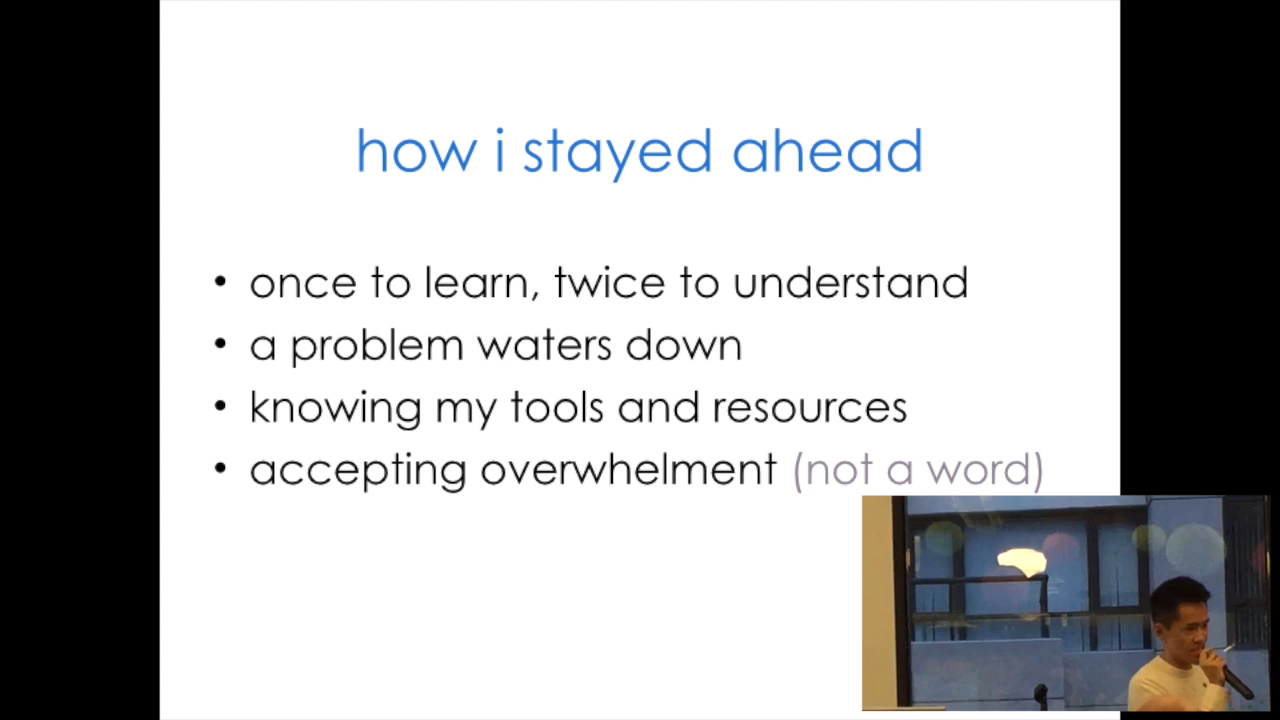 how i stayed ahead
• once to learn, twice to understand
• a problem waters down
• knowing my tools and resources
• accepting overwhelment (not a word)